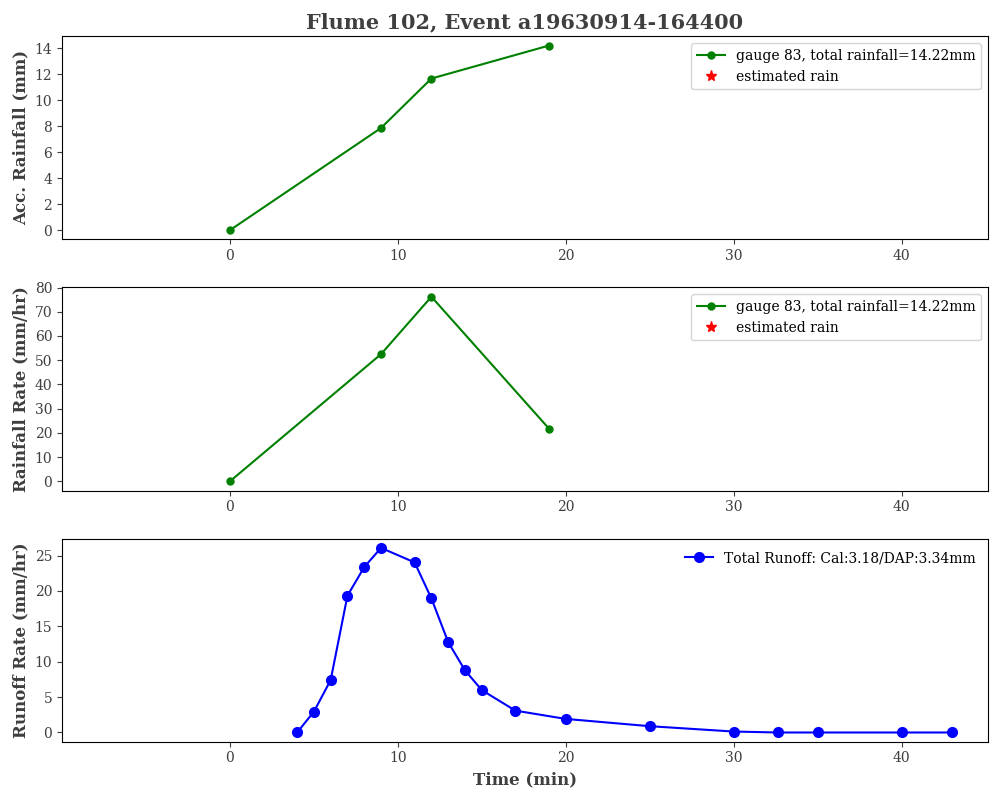 Flume 102, Event a19630914-164400
Acc. Rainfall (mm)
14
12
10
8
6
4
2
0
gauge 83, total rainfall=14.22mm
estimated rain
0 10 20 30 40
Rainfall Rate (mm/hr)
80
70
60
50
40
30
20
10
0
gauge 83, total rainfall=14.22mm
estimated rain
0 10 20 30 40
Runoff Rate (mm/hr)
25
20
15
10
5
0
Total Runoff: Cal:3.18/DAP:3.34mm
0 10 20 30 40
Time (min)